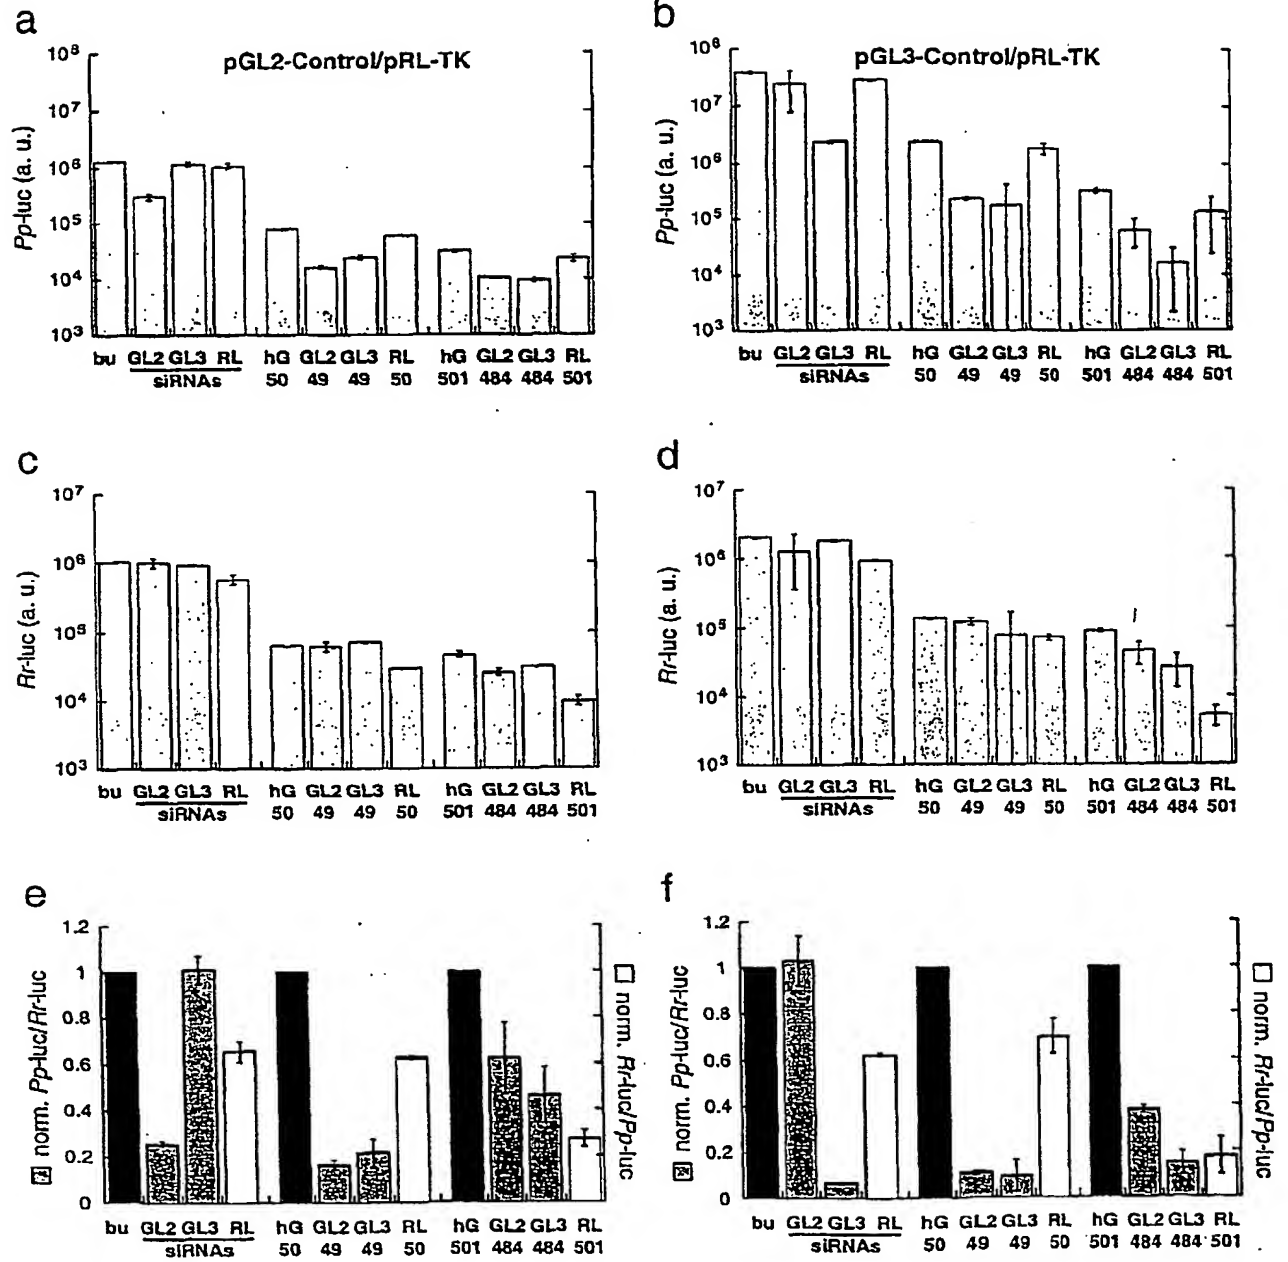 a
pGL2-Control/pRL-TK
Pp-luc (a. u.)
10⁸
10⁷
10⁶
10⁵
10⁴
10³
bu GL2 GL3 RL hG GL2 GL3 RL hG GL2 GL3 RL
siRNAs 50 49 49 50 501 484 484 501
b
pGL3-Control/pRL-TK
Pp-luc (a. u.)
10⁸
10⁷
10⁶
10⁵
10⁴
10³
bu GL2 GL3 RL hG GL2 GL3 RL hG GL2 GL3 RL
siRNAs 50 49 49 50 501 484 484 501
c
Rr-luc (a. u.)
10⁷
10⁶
10⁵
10⁴
10³
bu GL2 GL3 RL hG GL2 GL3 RL hG GL2 GL3 RL
siRNAs 50 49 49 50 501 484 484 501
d
Rr-luc (a. u.)
10⁷
10⁶
10⁵
10⁴
10³
bu GL2 GL3 RL hG GL2 GL3 RL hG GL2 GL3 RL
siRNAs 50 49 49 50 501 484 484 501
e
norm. Pp-luc/Rr-luc
1.2
1
0.8
0.6
0.4
0.2
0
norm. Rr-luc/Pp-luc
bu GL2 GL3 RL hG GL2 GL3 RL hG GL2 GL3 RL
siRNAs 50 49 49 50 501 484 484 501
f
norm. Pp-luc/Rr-luc
1.2
1
0.8
0.6
0.4
0.2
0
norm. Rr-luc/Pp-luc
bu GL2 GL3 RL hG GL2 GL3 RL hG GL2 GL3 RL
siRNAs 50 49 49 50 501 484 484 501